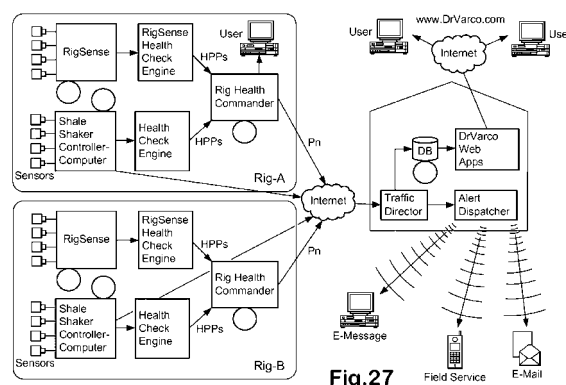 www.DrVarco.com
User
User
User
Internet
RigSense
RigSense
Health
Check
Engine
HPPs
Rig Health
Commander
Shale
Shaker
Controller-
Computer
Health
Check
Engine
HPPs
Sensors
Rig-A
Pn
Internet
DB
DrVarco
Web
Apps
Traffic
Director
Alert
Dispatcher
RigSense
RigSense
Health
Check
Engine
HPPs
Pn
Rig Health
Commander
Shale
Shaker
Controller-
Computer
Health
Check
Engine
HPPs
Sensors
Rig-B
E-Message
Field Service
E-Mail
Fig.27